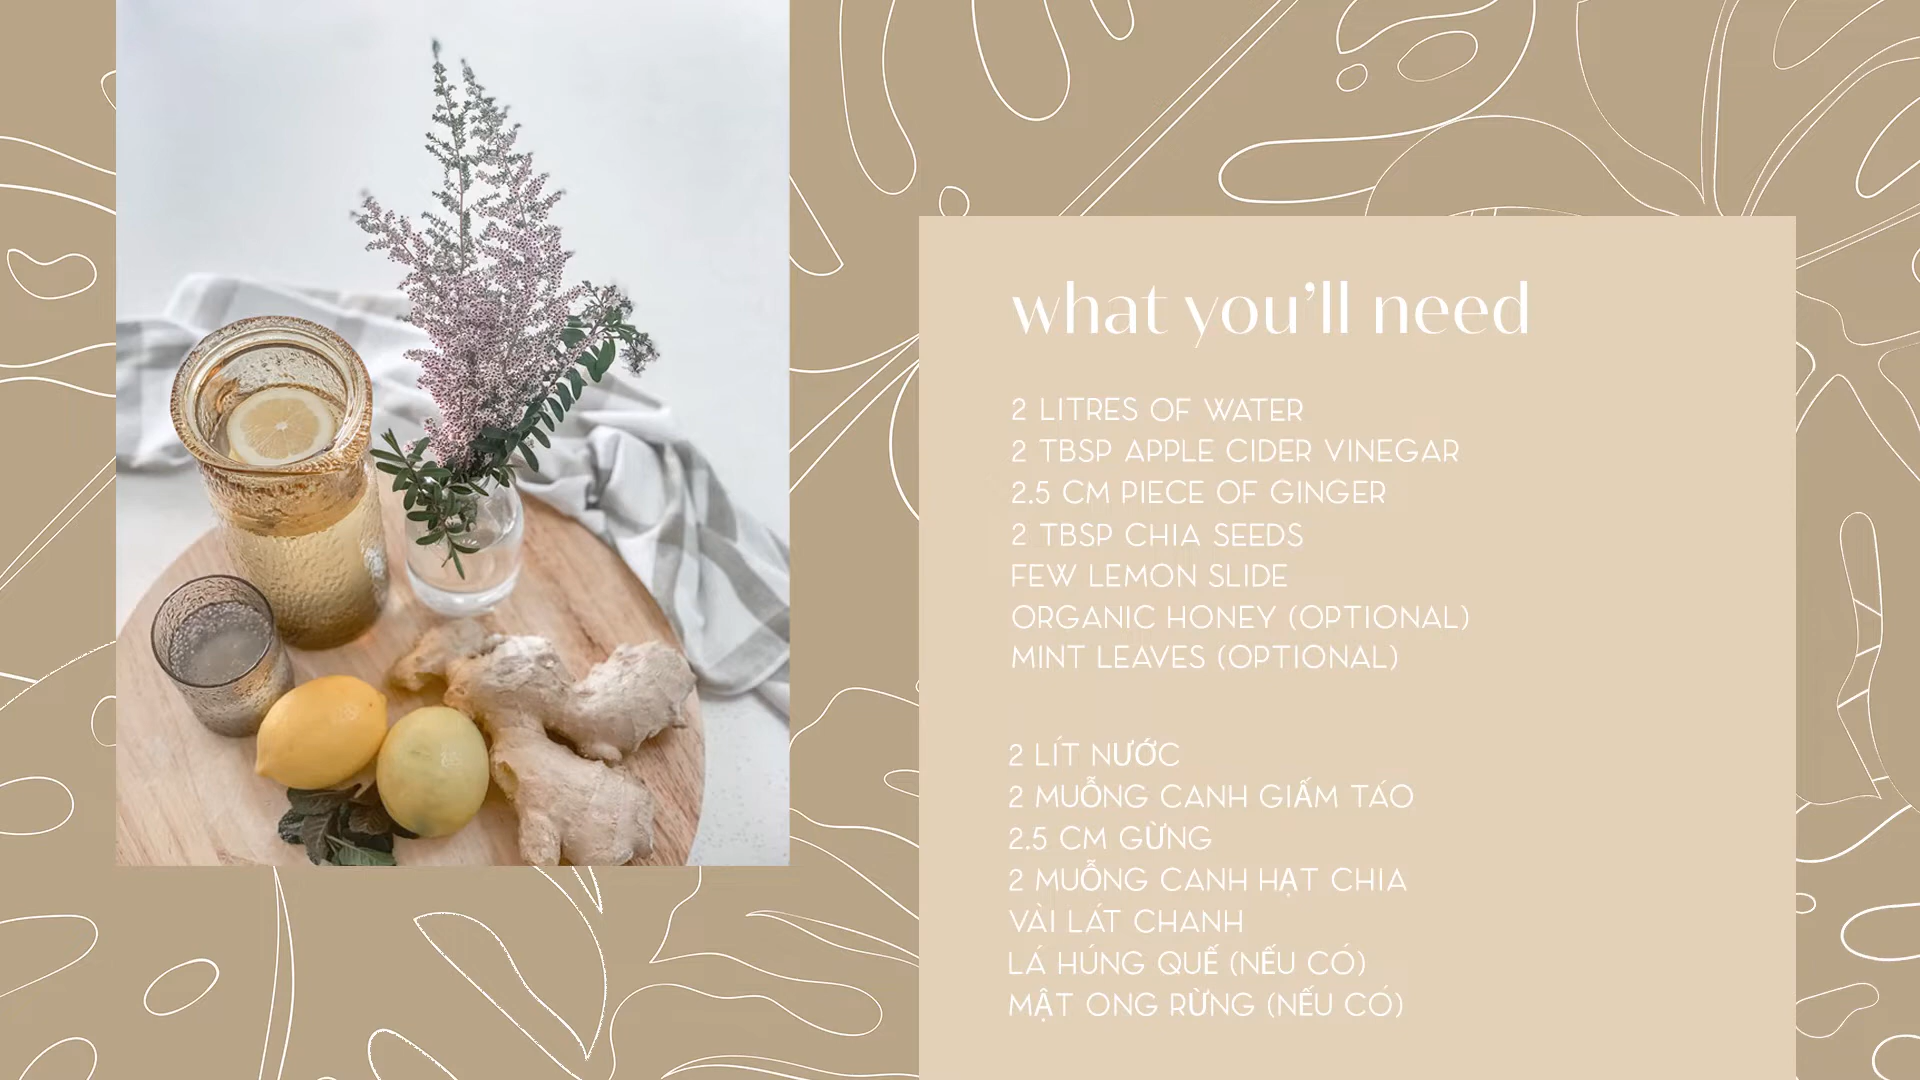 what you'll need
2 LITRES OF WATER
2 TBSP APPLE CIDER VINEGAR
2.5 CM PIECE OF GINGER
2 TBSP CHIA SEEDS
FEW LEMON SLIDE
ORGANIC HONEY (OPTIONAL)
MINT LEAVES (OPTIONAL)
2 LÍT NƯỚC
2 MUỖNG CANH GIẤM TÁO
2.5 CM GỪNG
2 MUỖNG CANH HẠT CHIA
VÀI LÁT CHANH
LÁ HÚNG QUẾ (NẾU CÓ)
MẬT ONG RỪNG (NẾU CÓ)